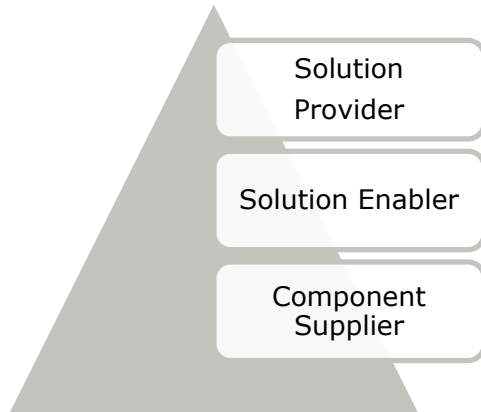 Solution
Provider
Solution Enabler
Component
Supplier